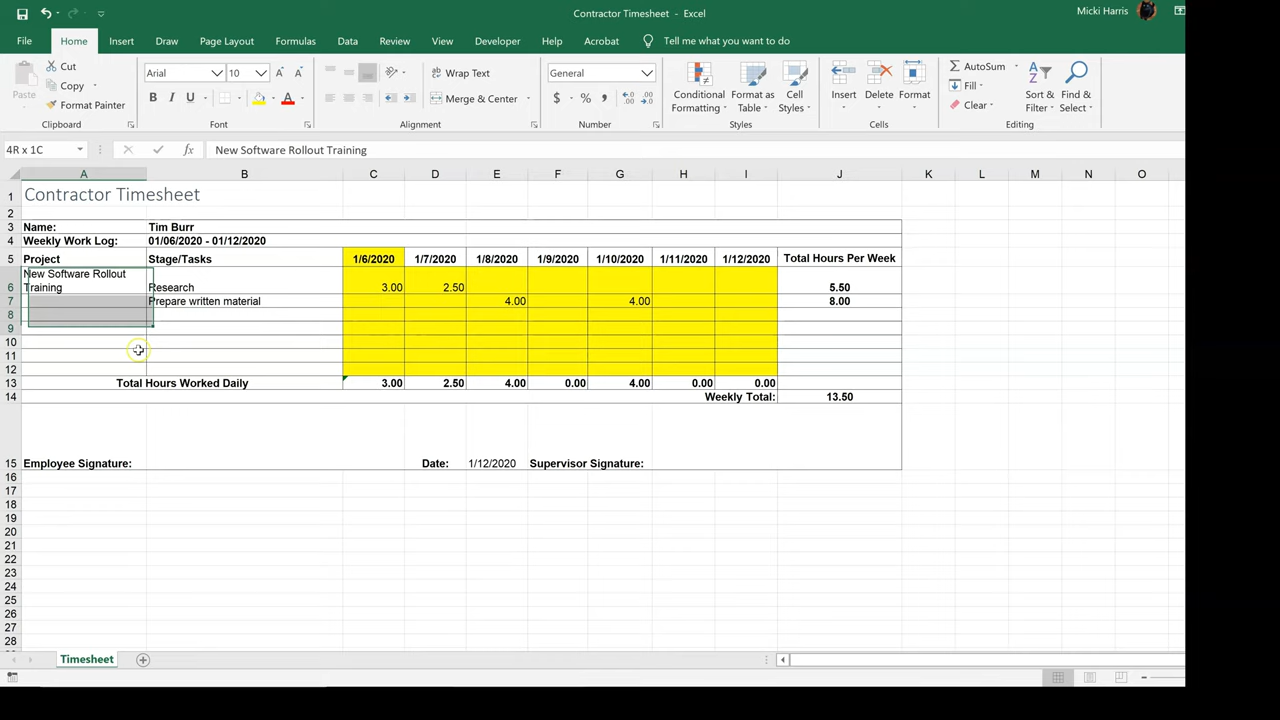 Contractor Timesheet - Excel
Micki Harris
File Home Insert Draw Page Layout Formulas Data Review View Developer Help Acrobat Tell me what you want to do
Paste
Cut
Copy
Format Painter
Clipboard
Arial 10
B I U
Font
Wrap Text
Merge & Center
Alignment
General
$ % ,
Number
Conditional Formatting
Format as Table
Cell Styles
Styles
Insert Delete Format
Cells
AutoSum
Fill
Clear
Sort & Filter
Find & Select
Editing
4R x 1C fx New Software Rollout Training
A B C D E F G H I J K L M N O
1 Contractor Timesheet
2
3 Name: Tim Burr
4 Weekly Work Log: 01/06/2020 - 01/12/2020
5 Project Stage/Tasks 1/6/2020 1/7/2020 1/8/2020 1/9/2020 1/10/2020 1/11/2020 1/12/2020 Total Hours Per Week
New Software Rollout
6 Training Research 3.00 2.50 5.50
7 Prepare written material 4.00 4.00 8.00
8
9
10
11
12
13 Total Hours Worked Daily 3.00 2.50 4.00 0.00 4.00 0.00 0.00
14 Weekly Total: 13.50
15 Employee Signature: Date: 1/12/2020 Supervisor Signature:
16
17
18
19
20
21
22
23
24
25
26
27
28
Timesheet